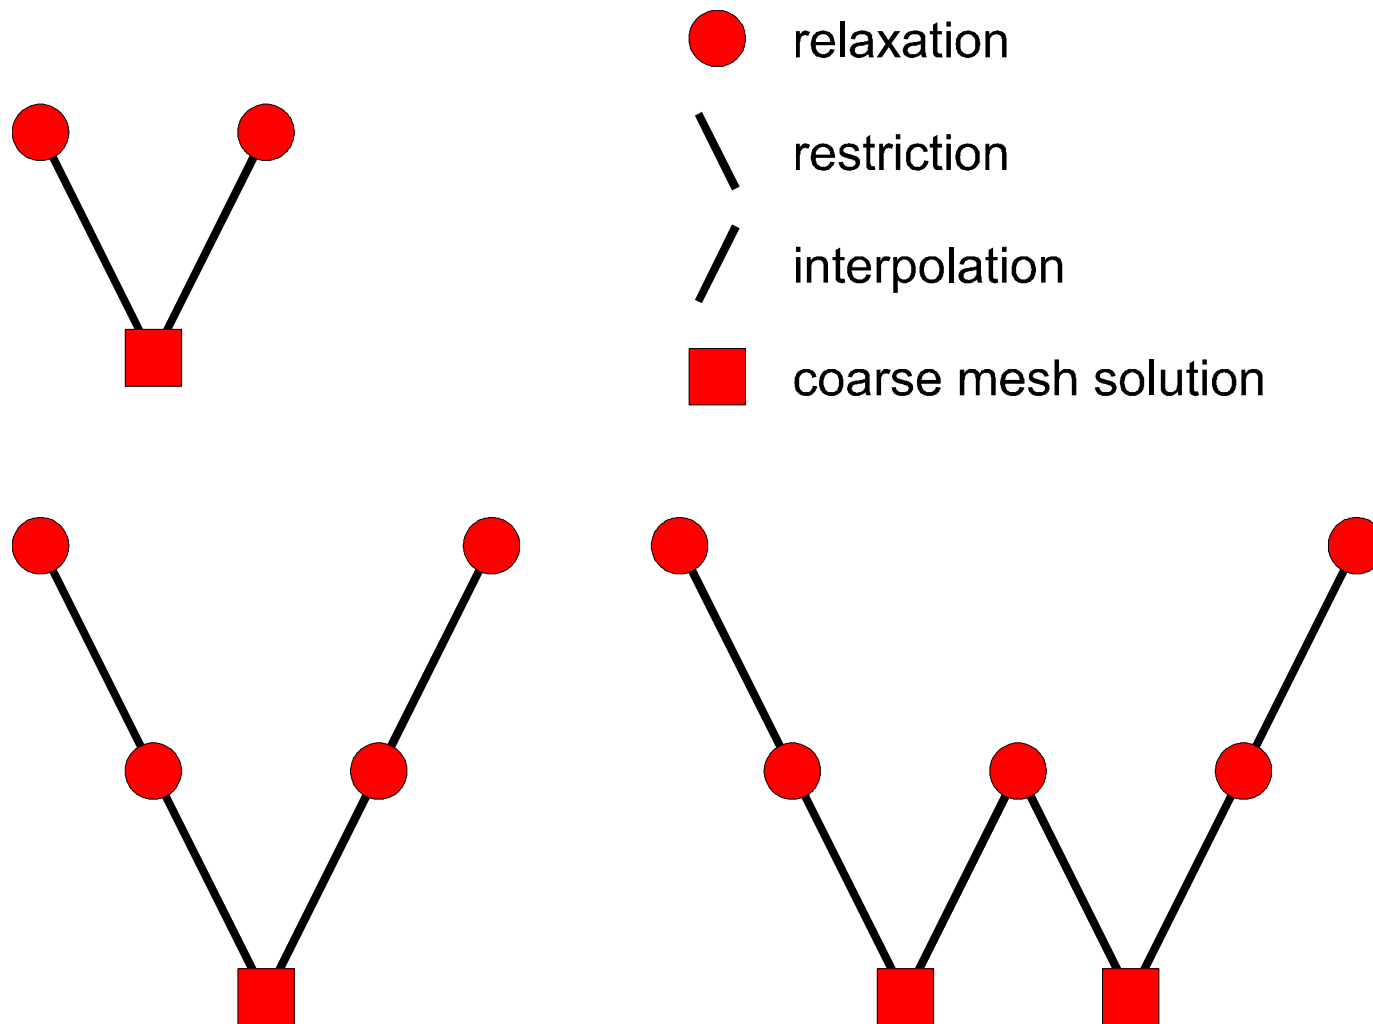 relaxation
restriction
interpolation
coarse mesh solution